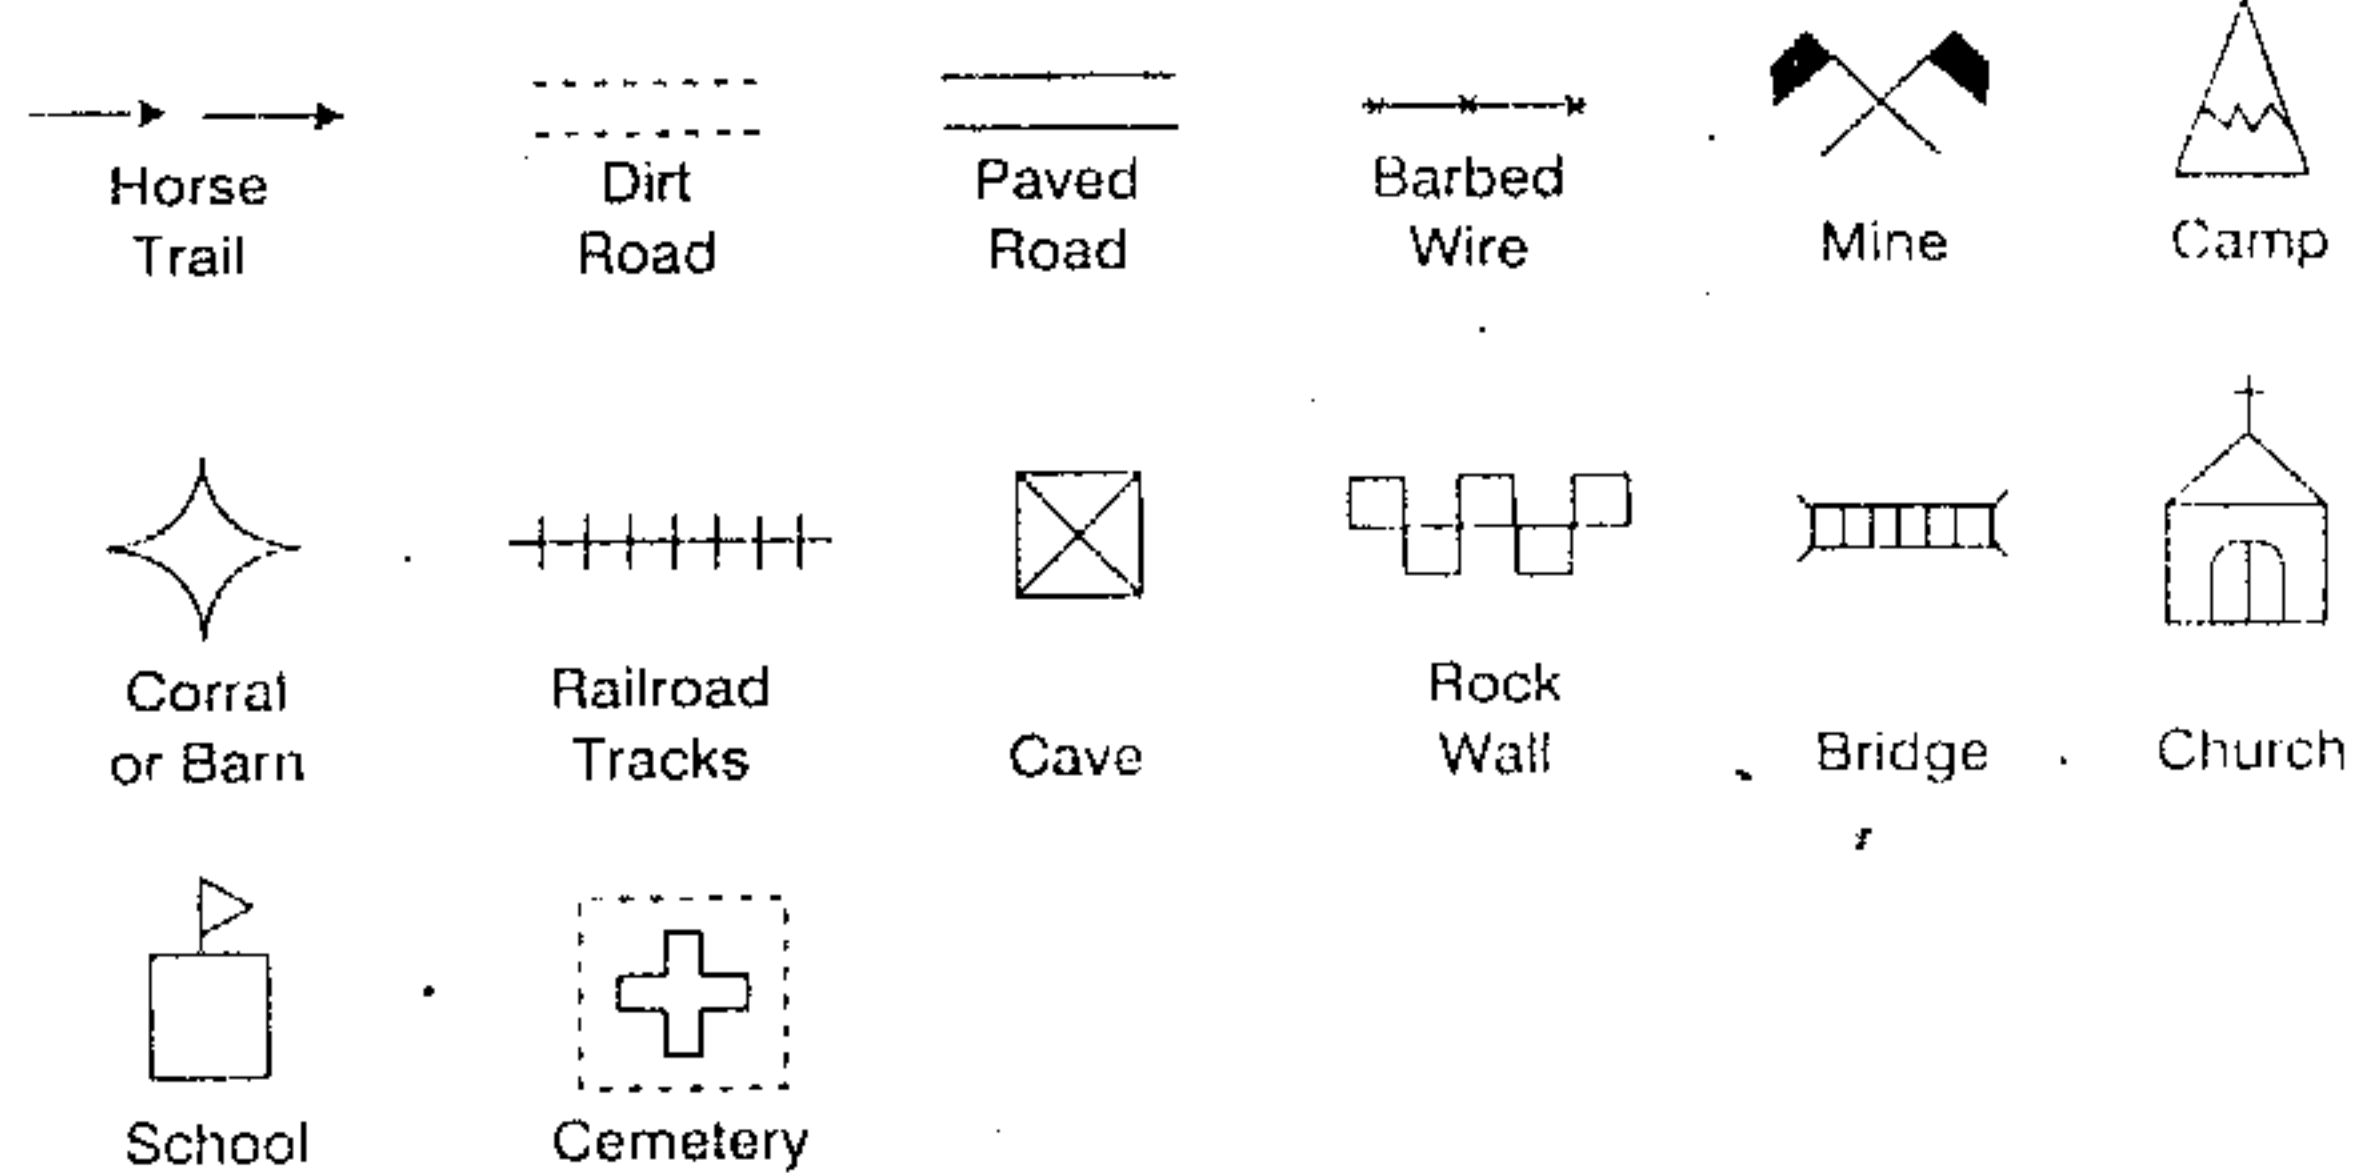 Horse
Trail
Dirt
Road
Paved
Road
Barbed
Wire
Mine
Camp
Corral
or Barn
Railroad
Tracks
Cave
Rock
Wall
Bridge
Church
School
Cemetery